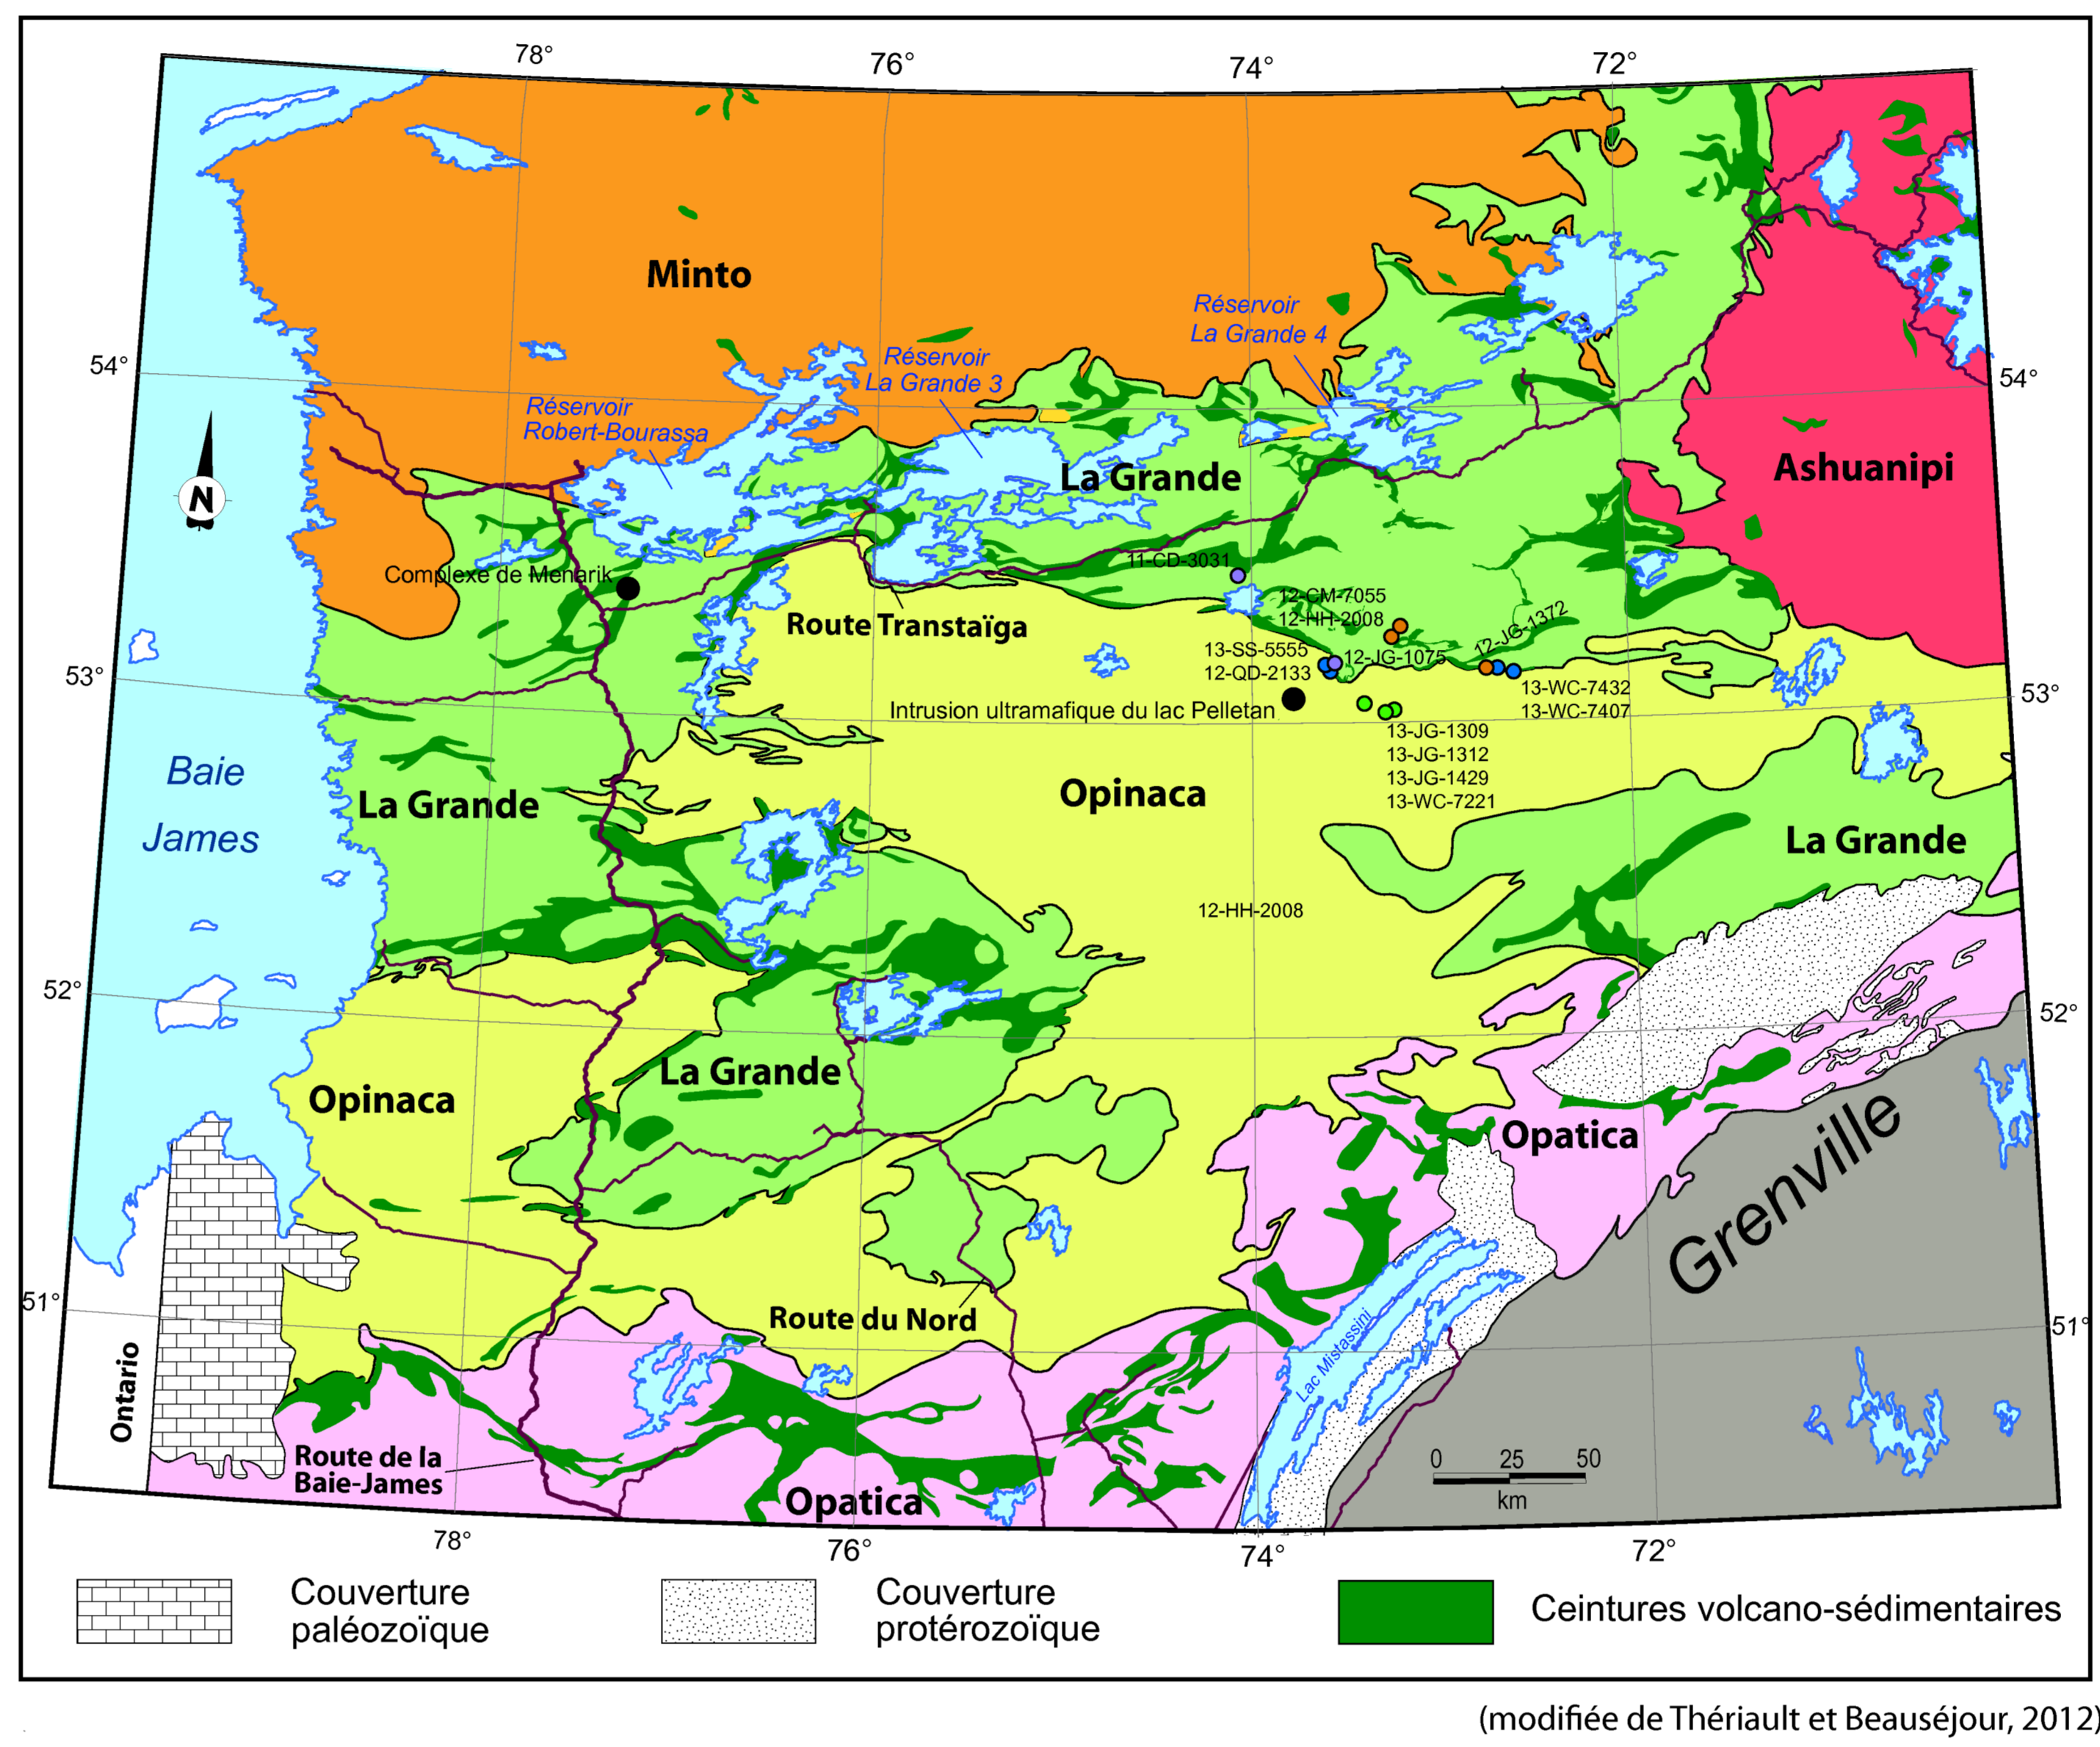 78°
76°
74°
72°
Minto
Réservoir
La Grande 4
Réservoir
La Grande 3
54°
54°
Réservoir
Robert-Bourassa
La Grande
Ashuanipi
N
11-CD-3031
Complexe de Menarik
12-CM-7055
12-HH-2008
Route Transtaïga
12-JG-1372
13-SS-5555
12-JG-1075
12-QD-2133
53°
13-WC-7432
53°
Intrusion ultramafique du lac Pelletan
13-WC-7407
13-JG-1309
13-JG-1312
13-JG-1429
13-WC-7221
Baie
James
La Grande
Opinaca
La Grande
12-HH-2008
52°
52°
La Grande
Opinaca
Opatica
Grenville
51°
Route du Nord
51°
Lac Mistassini
Ontario
Route de la
Baie-James
Opatica
0 25 50
km
78°
76°
74°
72°
Couverture
paléozoïque
Couverture
protérozoïque
Ceintures volcano-sédimentaires
(modifiée de Thériault et Beauséjour, 2012)